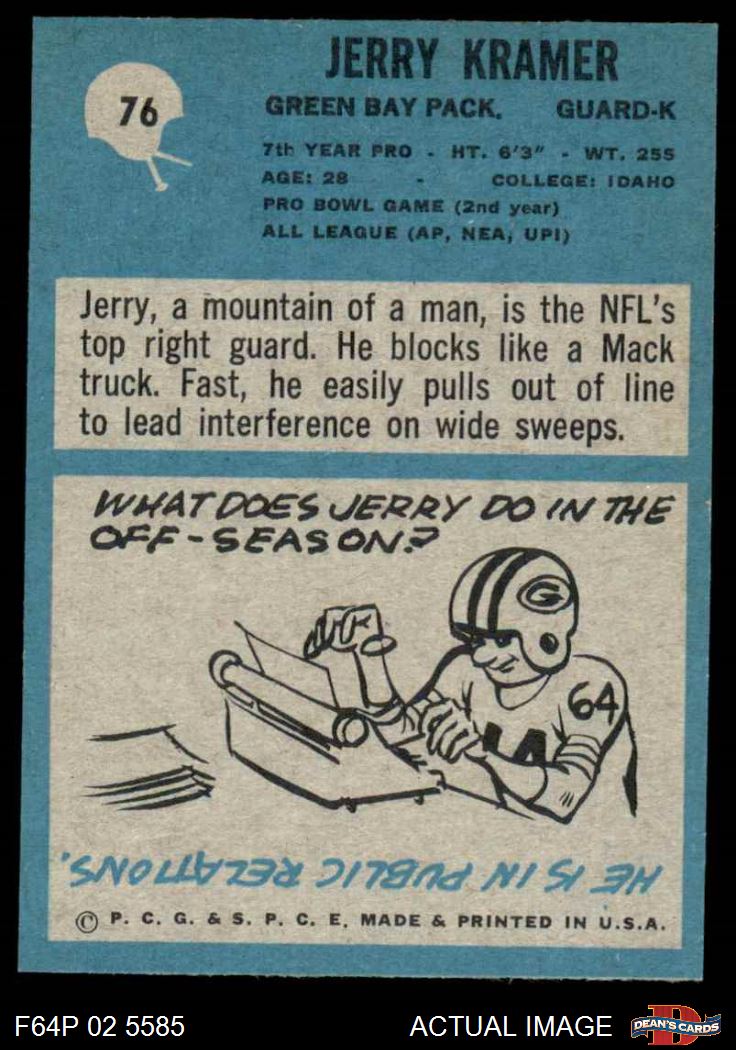 76
JERRY KRAMER
GREEN BAY PACK. GUARD-K
7th YEAR PRO - HT. 6'3" - WT. 255
AGE: 28 - COLLEGE: IDAHO
PRO BOWL GAME (2nd year)
ALL LEAGUE (AP, NEA, UPI)
Jerry, a mountain of a man, is the NFL's
top right guard. He blocks like a Mack
truck. Fast, he easily pulls out of line
to lead interference on wide sweeps.
WHAT DOES JERRY DO IN THE
OFF-SEASON?
G
64
HE IS IN PUBLIC RELATIONS.
© P. C. G. & S. P. C. E. MADE & PRINTED IN U.S.A.
F64P 02 5585 ACTUAL IMAGE
D
DEAN'S CARDS